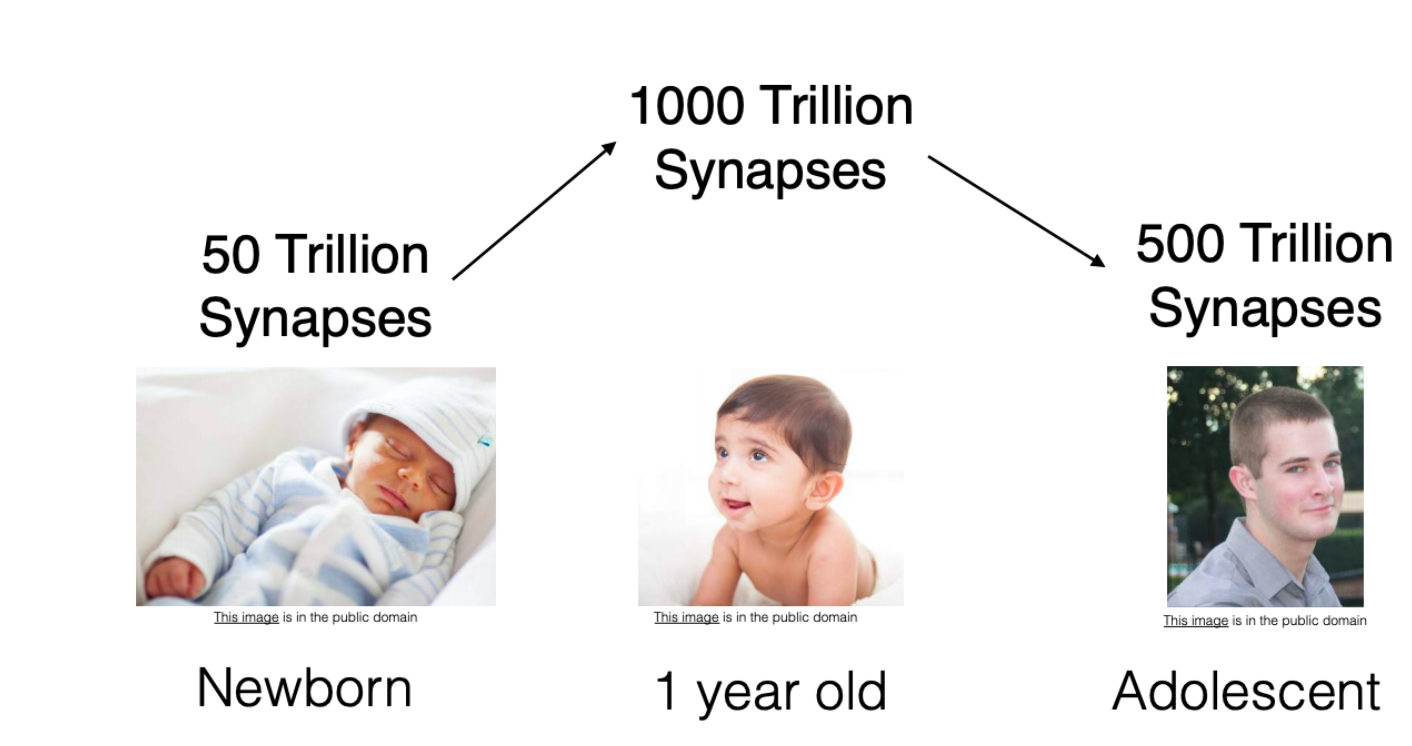 1000 Trillion
Synapses
50 Trillion
Synapses
500 Trillion
Synapses
This image is in the public domain
This image is in the public domain
This image is in the public domain
Newborn
1 year old
Adolescent